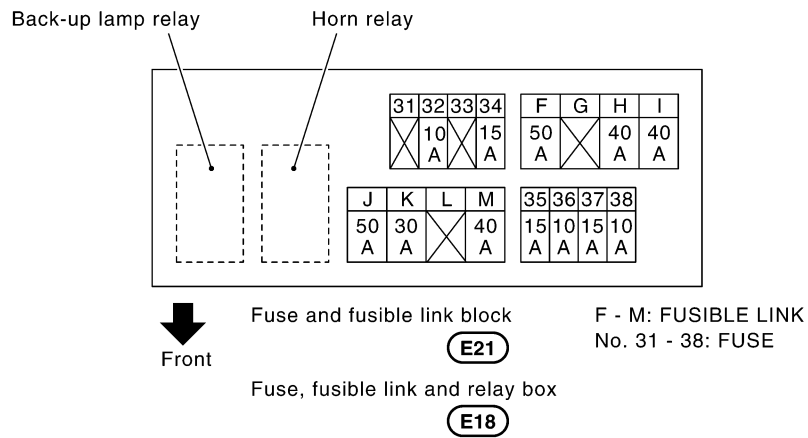 Back-up lamp relay
Horn relay
31 32 33 34
10 A 15 A
F G H I
50 A 40 A 40 A
J K L M
50 A 30 A 40 A
35 36 37 38
15 A 10 A 15 A 10 A
Front
Fuse and fusible link block
E21
Fuse, fusible link and relay box
E18
F - M: FUSIBLE LINK
No. 31 - 38: FUSE